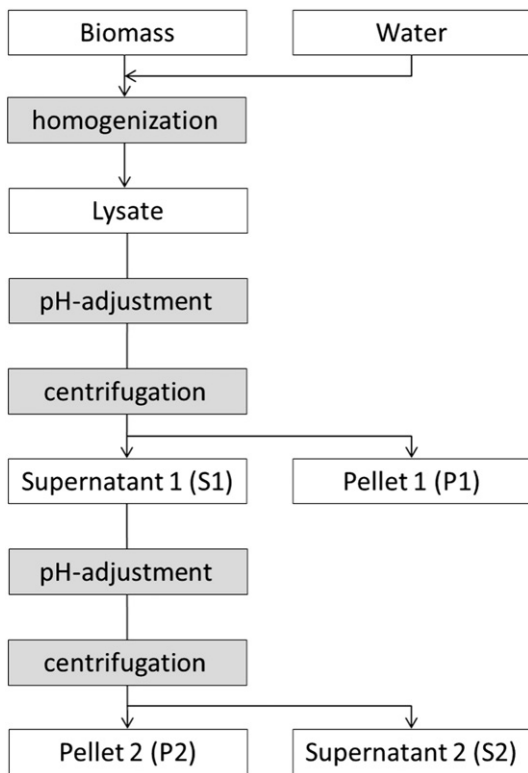 Biomass
Water
homogenization
Lysate
pH-adjustment
centrifugation
Supernatant 1 (S1)
Pellet 1 (P1)
pH-adjustment
centrifugation
Pellet 2 (P2)
Supernatant 2 (S2)